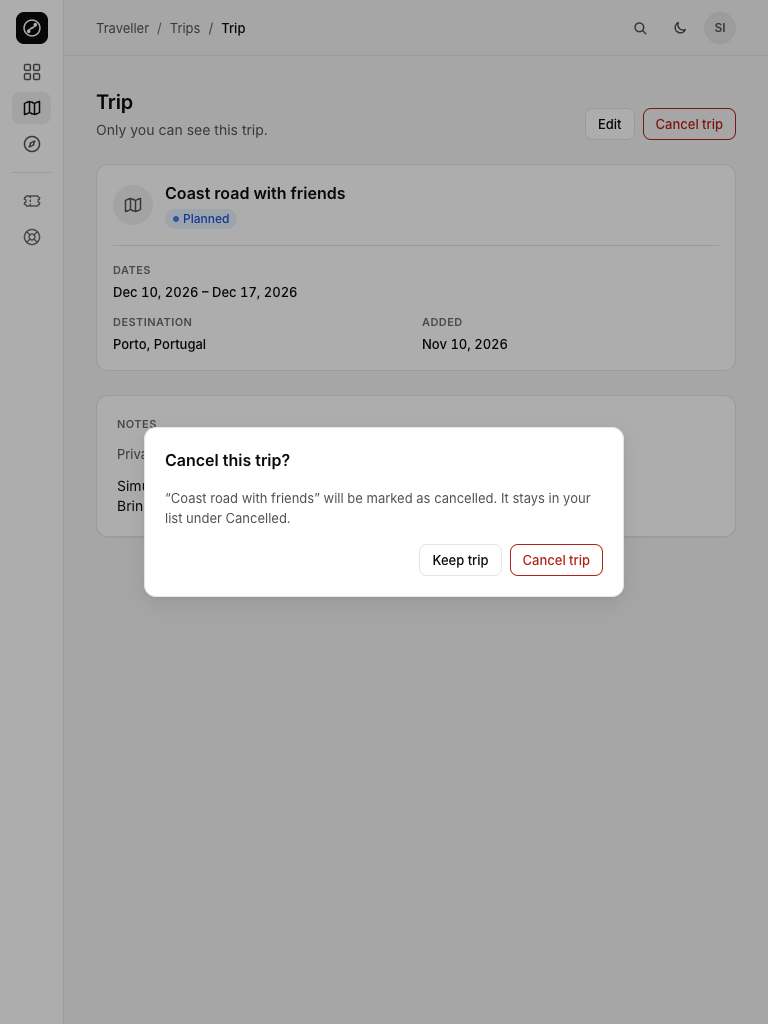 Traveller / Trips / Trip
SI
Trip
Only you can see this trip.
Edit
Cancel trip
Coast road with friends
Planned
DATES
Dec 10, 2026 – Dec 17, 2026
DESTINATION
Porto, Portugal
ADDED
Nov 10, 2026
NOTES
Cancel this trip?
“Coast road with friends” will be marked as cancelled. It stays in your
list under Cancelled.
Keep trip
Cancel trip